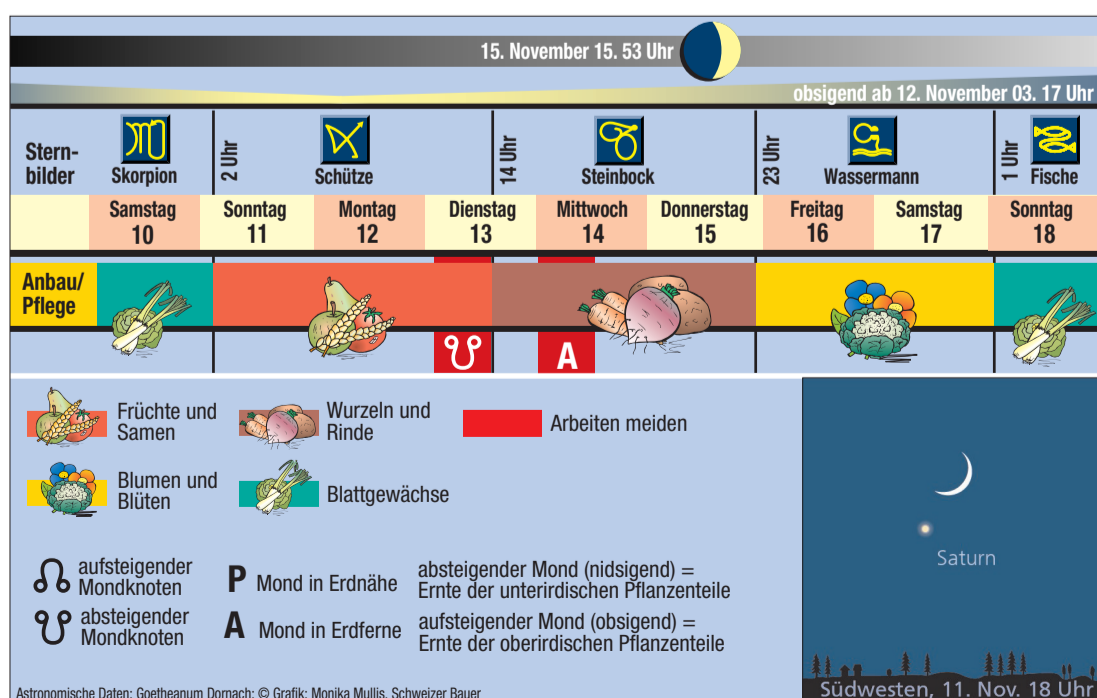 15. November 15. 53 Uhr
obsigend ab 12. November 03. 17 Uhr
Stern-
bilder
Skorpion
2 Uhr
Schütze
14 Uhr
Steinbock
23 Uhr
Wassermann
1 Uhr
Fische
Samstag Sonntag Montag Dienstag Mittwoch Donnerstag Freitag Samstag Sonntag
10 11 12 13 14 15 16 17 18
Anbau/
Pflege
A
Früchte und
Samen
Wurzeln und
Rinde
Arbeiten meiden
Blumen und
Blüten
Blattgewächse
aufsteigender
Mondknoten
P Mond in Erdnähe
absteigender Mond (nidsigend) =
Ernte der unterirdischen Pflanzenteile
absteigender
Mondknoten
A Mond in Erdferne
aufsteigender Mond (obsigend) =
Ernte der oberirdischen Pflanzenteile
Saturn
Südwesten, 11. Nov. 18 Uhr
Astronomische Daten: Goetheanum Dornach; © Grafik: Monika Mullis, Schweizer Bauer